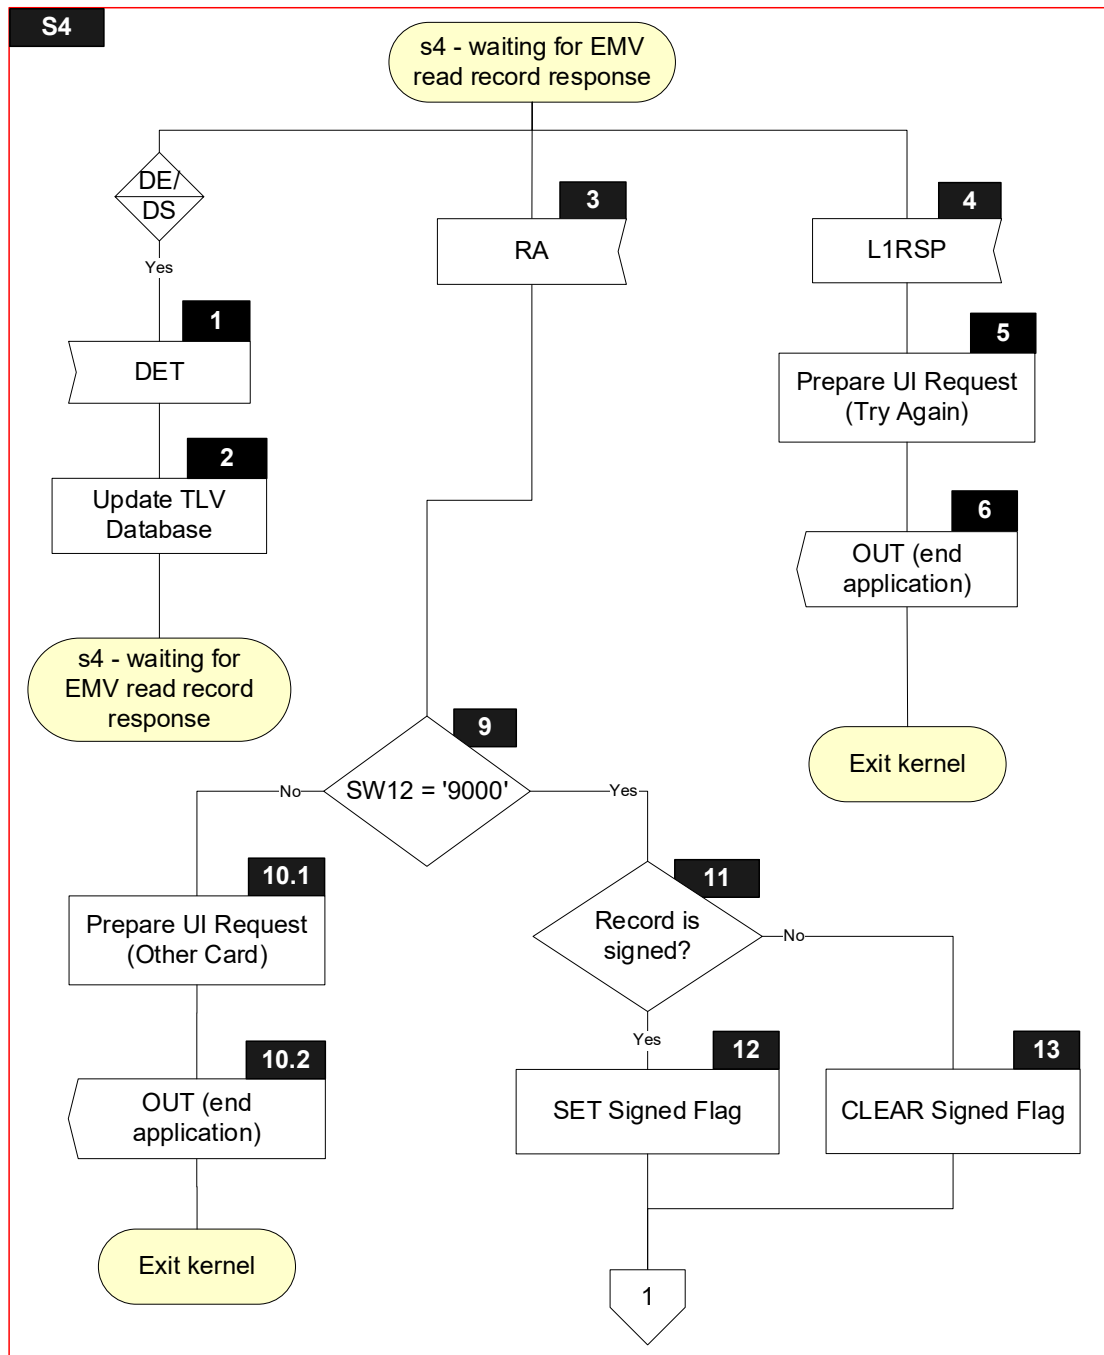 S4
s4 - waiting for EMV
read record response
DE/
DS
Yes
1
DET
2
Update TLV
Database
s4 - waiting for
EMV read record
response
3
RA
4
L1RSP
5
Prepare UI Request
(Try Again)
6
OUT (end
application)
Exit kernel
9
SW12 = '9000'
No
Yes
10.1
Prepare UI Request
(Other Card)
10.2
OUT (end
application)
Exit kernel
11
Record is
signed?
No
Yes
12
SET Signed Flag
13
CLEAR Signed Flag
1